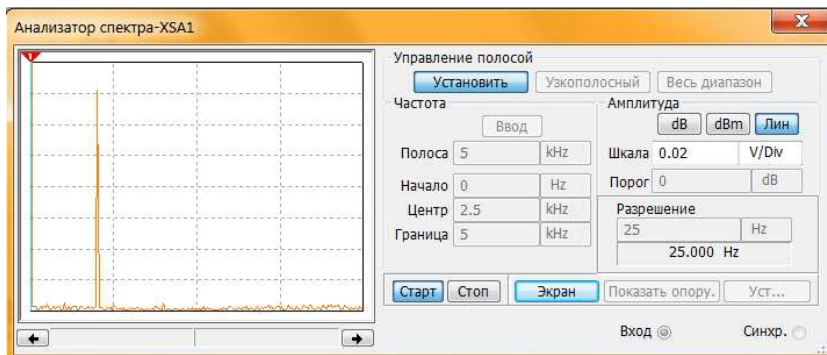 Анализатор спектра-XSA1
x
1
Управление полосой
Установить Узкополосный Весь диапазон
Частота
Ввод
Полоса 5 kHz
Начало 0 Hz
Центр 2.5 kHz
Граница 5 kHz
Амплитуда
dB dBm Лин
Шкала 0.02 V/Div
Порог 0 dB
Разрешение
25 Hz
25.000 Hz
Старт Стоп Экран Показать опору. Уст...
Вход Синхр.